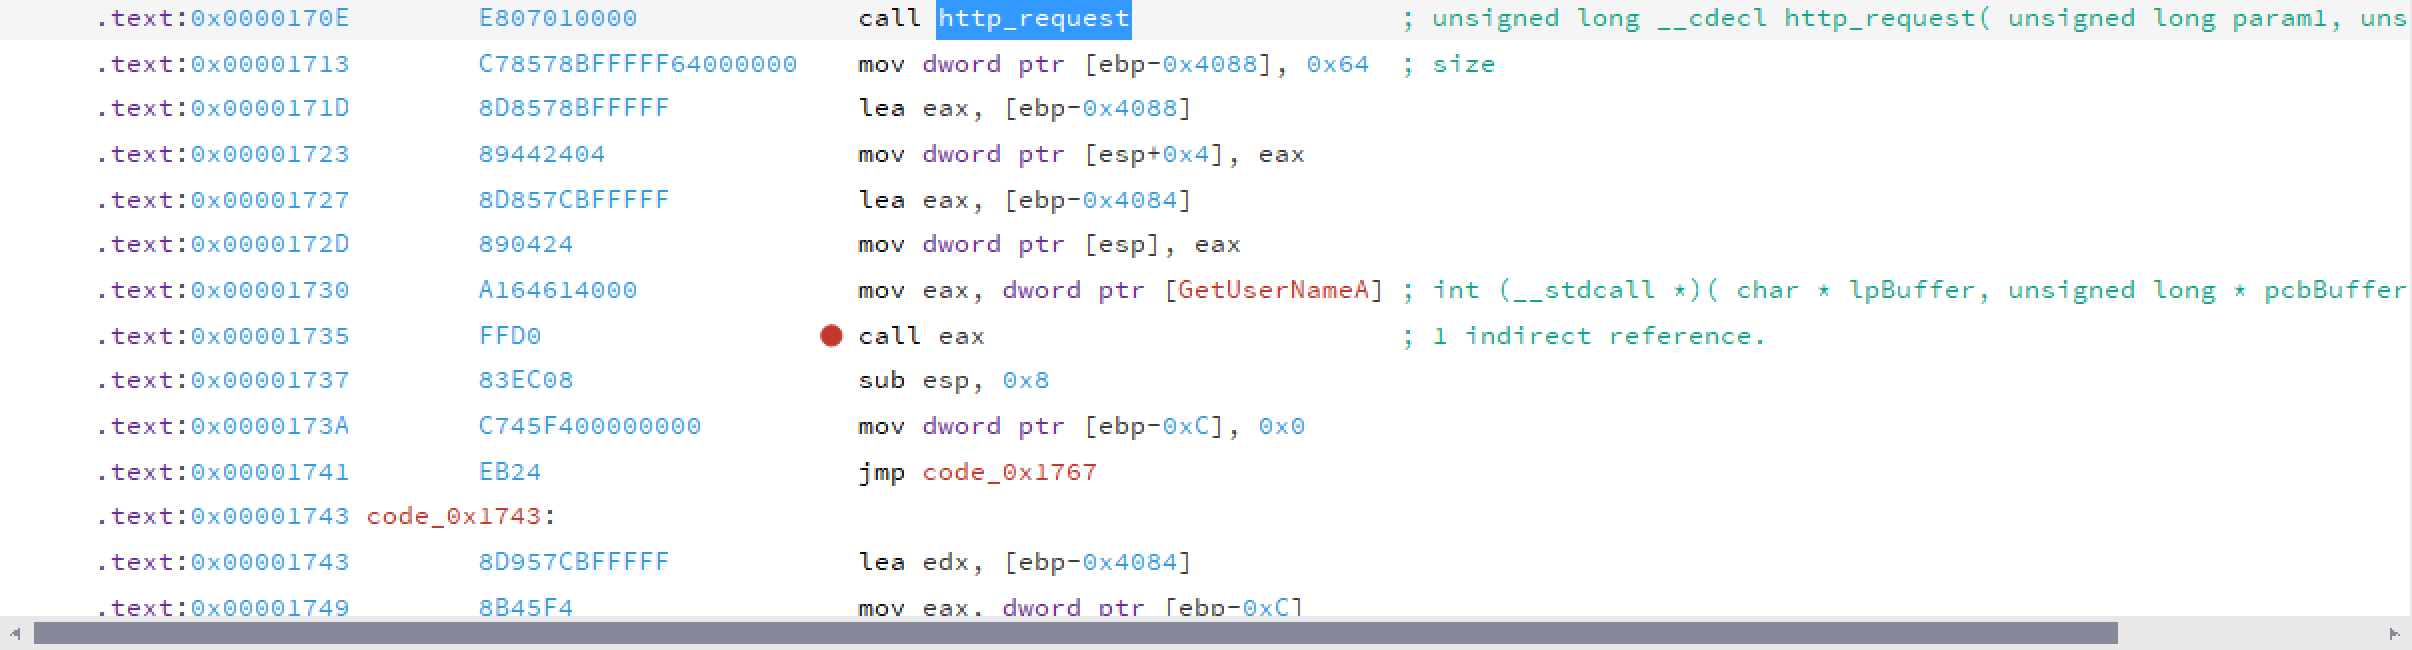 .text:0x0000170E E807010000 call http_request ; unsigned long __cdecl http_request( unsigned long param1, uns
.text:0x00001713 C78578BFFFFF64000000 mov dword ptr [ebp-0x4088], 0x64 ; size
.text:0x0000171D 8D8578BFFFFF lea eax, [ebp-0x4088]
.text:0x00001723 89442404 mov dword ptr [esp+0x4], eax
.text:0x00001727 8D857CBFFFFF lea eax, [ebp-0x4084]
.text:0x0000172D 890424 mov dword ptr [esp], eax
.text:0x00001730 A164614000 mov eax, dword ptr [GetUserNameA] ; int (__stdcall *)( char * lpBuffer, unsigned long * pcbBuffer
.text:0x00001735 FFD0 call eax ; 1 indirect reference.
.text:0x00001737 83EC08 sub esp, 0x8
.text:0x0000173A C745F400000000 mov dword ptr [ebp-0xC], 0x0
.text:0x00001741 EB24 jmp code_0x1767
.text:0x00001743 code_0x1743:
.text:0x00001743 8D957CBFFFFF lea edx, [ebp-0x4084]
.text:0x00001749 8B45F4 mov eax, dword ptr [ebp-0xC]